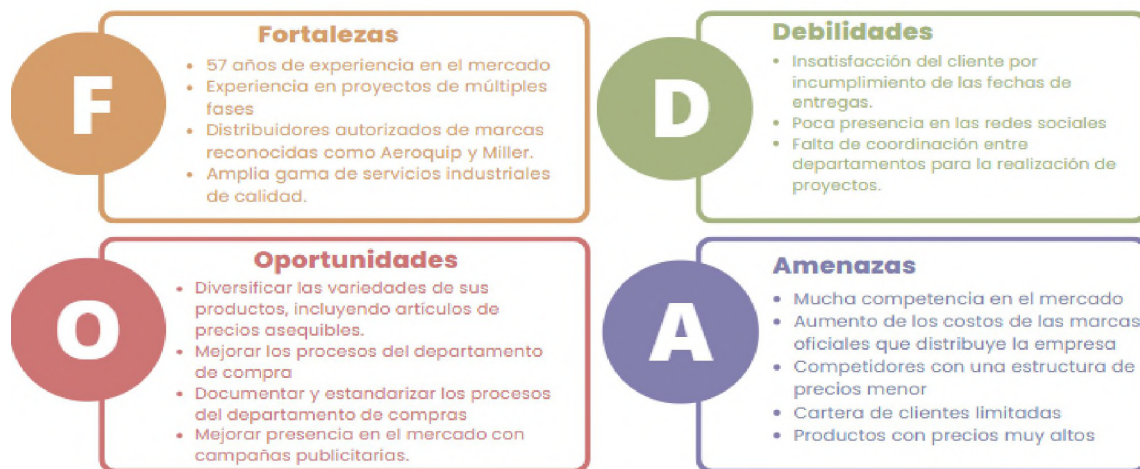 F
Fortalezas
• 57 años de experiencia en el mercado
• Experiencia en proyectos de múltiples
fases
• Distribuidores autorizados de marcas
reconocidas como Aeroquip y Miller.
• Amplia gama de servicios industriales
de calidad.
D
Debilidades
• Insatisfacción del cliente por
incumplimiento de las fechas de
entregas.
• Poca presencia en las redes sociales
• Falta de coordinación entre
departamentos para la realización de
proyectos.
O
Oportunidades
• Diversificar las variedades de sus
productos, incluyendo artículos de
precios asequibles.
• Mejorar los procesos del departamento
de compra
• Documentar y estandarizar los procesos
del departamento de compras
• Mejorar presencia en el mercado con
campañas publicitarias.
A
Amenazas
• Mucha competencia en el mercado
• Aumento de los costos de las marcas
oficiales que distribuye la empresa
• Competidores con una estructura de
precios menor
• Cartera de clientes limitadas
• Productos con precios muy altos